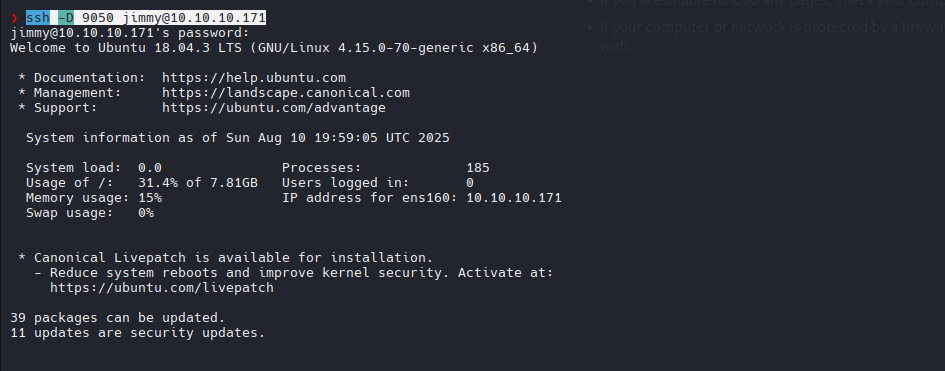 • If you are unable to load any pages, check your comp
• If your computer or network is protected by a firewa
web.
❯ ssh -D 9050 jimmy@10.10.10.171
jimmy@10.10.10.171's password:
Welcome to Ubuntu 18.04.3 LTS (GNU/Linux 4.15.0-70-generic x86_64)
* Documentation:  https://help.ubuntu.com
* Management:     https://landscape.canonical.com
* Support:        https://ubuntu.com/advantage
System information as of Sun Aug 10 19:59:05 UTC 2025
System load:  0.0               Processes:            185
Usage of /:   31.4% of 7.81GB   Users logged in:      0
Memory usage: 15%               IP address for ens160: 10.10.10.171
Swap usage:   0%
* Canonical Livepatch is available for installation.
- Reduce system reboots and improve kernel security. Activate at:
https://ubuntu.com/livepatch
39 packages can be updated.
11 updates are security updates.